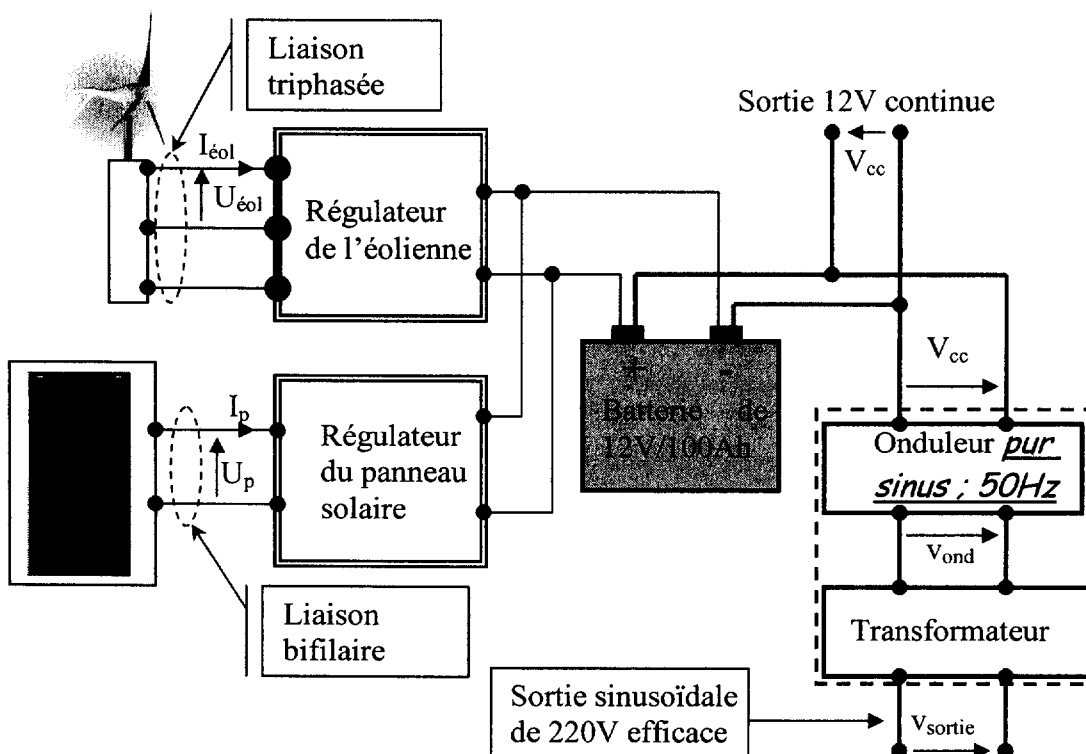 Liaison
triphasée
Sortie 12V continue
Vcc
Iéol
Uéol
Régulateur
de l'éolienne
Vcc
+ -
Batterie de
12V/100Ah
Ip
Up
Régulateur
du panneau
solaire
Onduleur pur
sinus ; 50Hz
vond
Liaison
bifilaire
Transformateur
Sortie sinusoïdale
de 220V efficace
vsortie